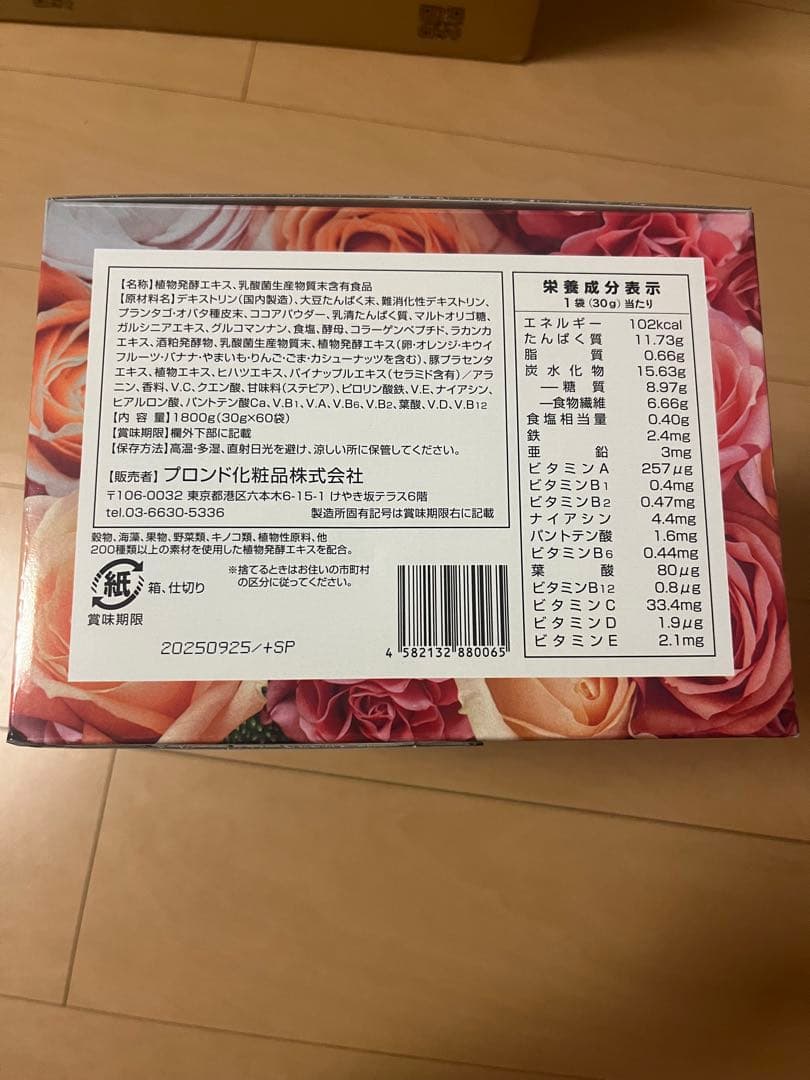 【名称】植物発酵エキス、乳酸菌生産物質末含有食品
【原材料名】デキストリン(国内製造)、大豆たんぱく末、難消化性デキストリン、
プランタゴ・オバタ種皮末、ココアパウダー、乳清たんぱく質、マルトオリゴ糖、
ガルシニアエキス、グルコマンナン、食塩、酵母、コラーゲンペプチド、ラカンカ
エキス、酒粕発酵物、乳酸菌生産物質末、植物発酵エキス(卵・オレンジ・キウイ
フルーツ・バナナ・やまいも・りんご・ごま・カシューナッツを含む)、豚プラセンタ
エキス、植物エキス、ヒハツエキス、パイナップルエキス(セラミド含有)/アラ
ニン、香料、V.C、クエン酸、甘味料(ステビア)、ピロリン酸鉄、V.E、ナイアシン、
ヒアルロン酸、パントテン酸Ca、V.B1、V.A、V.B6、V.B2、葉酸、V.D、V.B12
【内 容 量】1800g(30g×60袋)
【賞味期限】欄外下部に記載
【保存方法】高温・多湿、直射日光を避け、涼しい所に保管してください。
【販売者】プロンド化粧品株式会社
〒106-0032 東京都港区六本木6-15-1 けやき坂テラス6階
tel.03-6630-5336 製造所固有記号は賞味期限右に記載
穀物、海藻、果物、野菜類、キノコ類、植物性原料、他
200種類以上の素材を使用した植物発酵エキスを配合。
紙
箱、仕切り
※捨てるときはお住いの市町村
の区分に従ってください。
賞味期限
20250925/+SP
4 582132 880065
栄養成分表示
1袋(30g)当たり
エネルギー 102kcal
たんぱく質 11.73g
脂質 0.66g
炭水化物 15.63g
―糖質 8.97g
―食物繊維 6.66g
食塩相当量 0.40g
鉄 2.4mg
亜鉛 3mg
ビタミンA 257μg
ビタミンB1 0.4mg
ビタミンB2 0.47mg
ナイアシン 4.4mg
パントテン酸 1.6mg
ビタミンB6 0.44mg
葉酸 80μg
ビタミンB12 0.8μg
ビタミンC 33.4mg
ビタミンD 1.9μg
ビタミンE 2.1mg